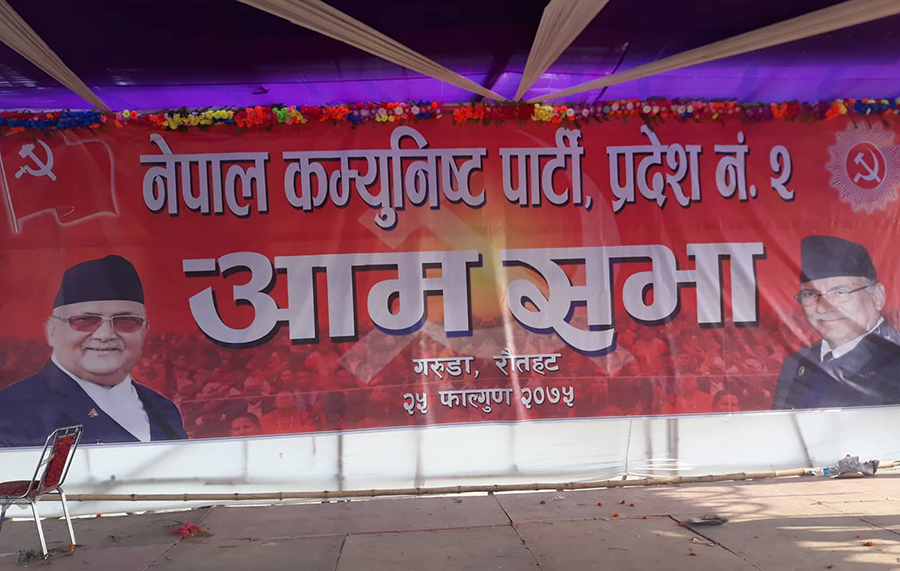 नेपाल कम्युनिष्ट पार्टी, प्रदेश नं. २
आम सभा
गरुडा, रौतहट
२५ फाल्गुण २०७५